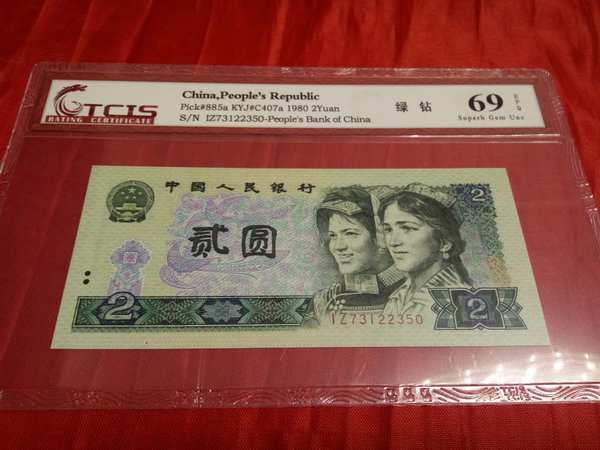 TCIS
RATING CERTIFICATE
China,People's Republic
Pick#885a KYJ#C407a 1980 2Yuan
S/N IZ73122350-People's Bank of China
绿钻
69 EPQ
Superb Gem Unc
中国人民银行
2
贰圆
2
2
IZ73122350